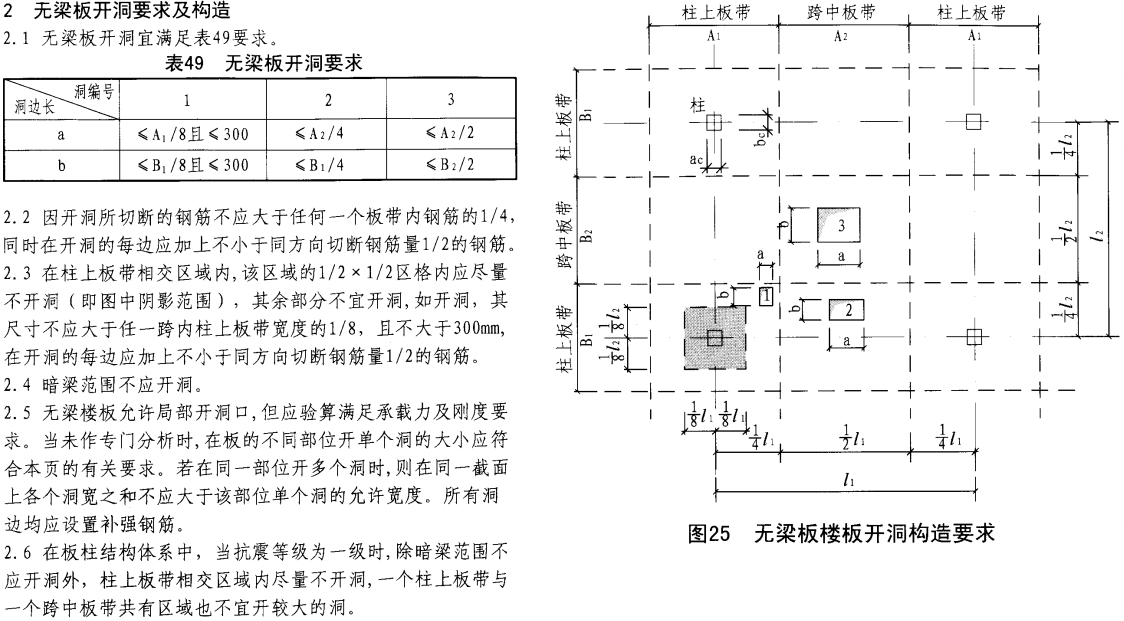 2 无梁板开洞要求及构造
2.1 无梁板开洞宜满足表49要求。
表49 无梁板开洞要求
洞编号
洞边长
1 2 3
a ≤A₁/8且≤300 ≤A₂/4 ≤A₂/2
b ≤B₁/8且≤300 ≤B₁/4 ≤B₂/2
2.2 因开洞所切断的钢筋不应大于任何一个板带内钢筋的1/4,
同时在开洞的每边应加上不小于同方向切断钢筋量1/2的钢筋。
2.3 在柱上板带相交区域内,该区域的1/2×1/2区格内应尽量
不开洞(即图中阴影范围),其余部分不宜开洞,如开洞,其
尺寸不应大于任一跨内柱上板带宽度的1/8,且不大于300mm,
在开洞的每边应加上不小于同方向切断钢筋量1/2的钢筋。
2.4 暗梁范围不应开洞。
2.5 无梁楼板允许局部开洞口,但应验算满足承载力及刚度要
求。当未作专门分析时,在板的不同部位开单个洞的大小应符
合本页的有关要求。若在同一部位开多个洞时,则在同一截面
上各个洞宽之和不应大于该部位单个洞的允许宽度。所有洞
边均应设置补强钢筋。
2.6 在板柱结构体系中,当抗震等级为一级时,除暗梁范围不
应开洞外,柱上板带相交区域内尽量不开洞,一个柱上板带与
一个跨中板带共有区域也不宜开较大的洞。
柱上板带 跨中板带 柱上板带
A₁ A₂ A₁
柱上板带 B₁
柱
bc
ac
1/4 l₂
跨中板带 B₂
b 3
a
1/2 l₂
l₂
a
b 1
b 2
a
柱上板带 B₁
1/8 l₂ 1/8 l₂
1/4 l₂
1/8 l₁ 1/8 l₁
1/4 l₁ 1/2 l₁ 1/4 l₁
l₁
图25 无梁板楼板开洞构造要求